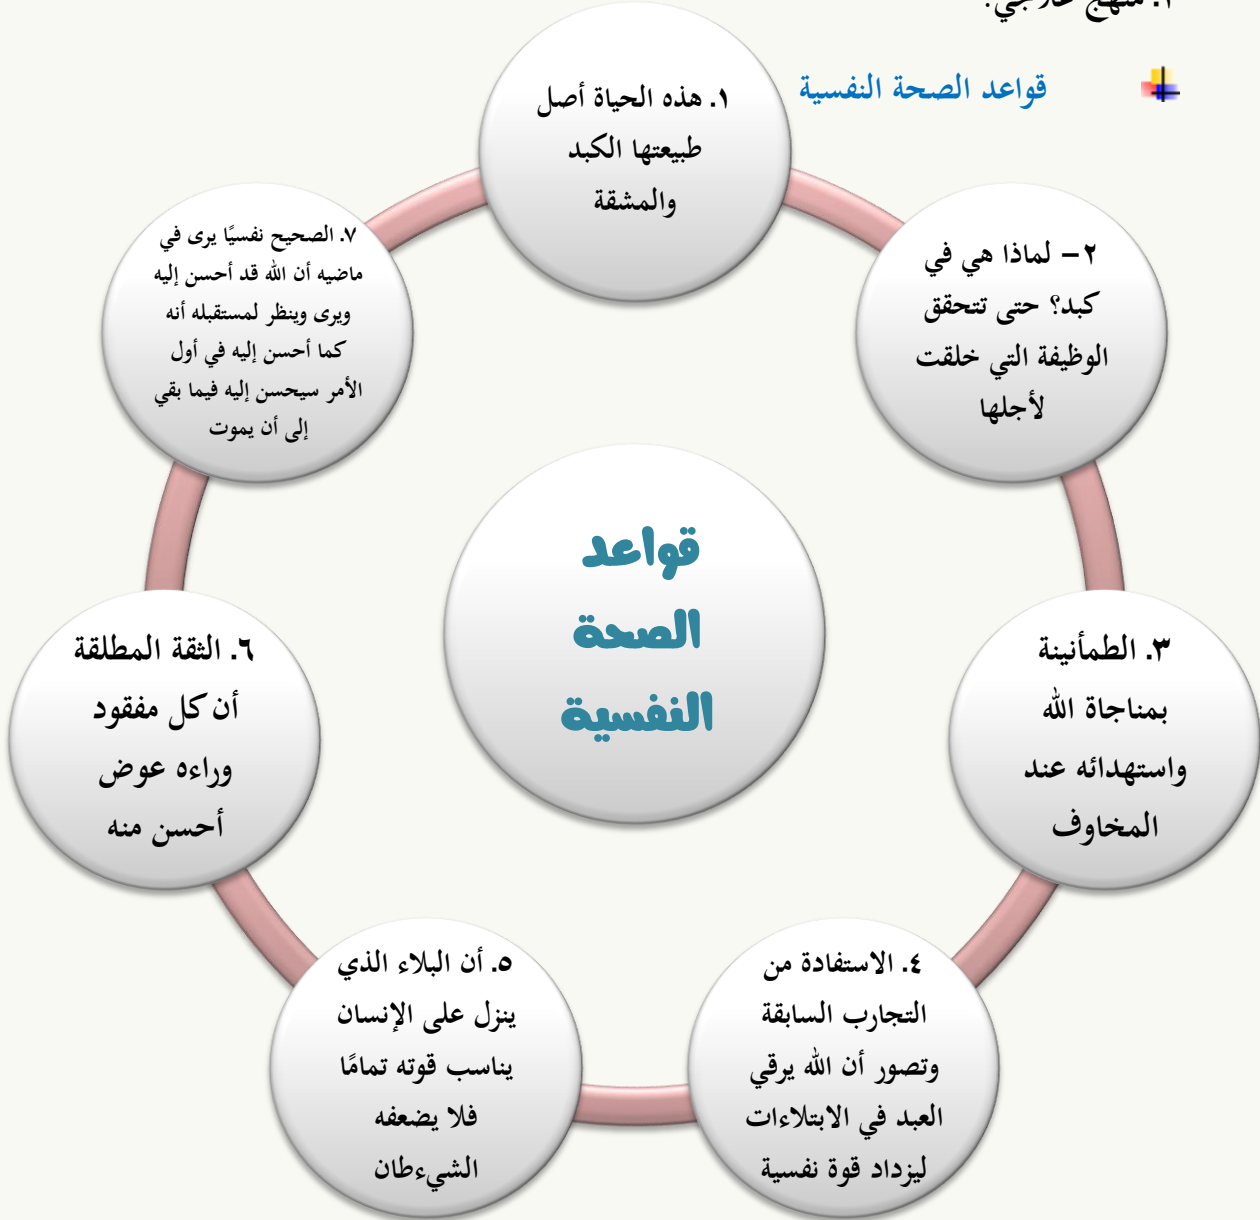 ٢. منهج علاجي:
قواعد الصحة النفسية
١. هذه الحياة أصل
طبيعتها الكبد
والمشقة
٢– لماذا هي في
كبد؟ حتى تتحقق
الوظيفة التي خلقت
لأجلها
٣. الطمأنينة
بمناجاة الله
واستهدائه عند
المخاوف
٤. الاستفادة من
التجارب السابقة
وتصور أن الله يرقي
العبد في الابتلاءات
ليزداد قوة نفسية
٥. أن البلاء الذي
ينزل على الإنسان
يناسب قوته تمامًا
فلا يضعفه
الشيءطان
٦. الثقة المطلقة
أن كل مفقود
وراءه عوض
أحسن منه
٧. الصحيح نفسيًا يرى في
ماضيه أن الله قد أحسن إليه
ويرى وينظر لمستقبله أنه
كما أحسن إليه في أول
الأمر سيحسن إليه فيما بقي
إلى أن يموت
قواعد
الصحة
النفسية